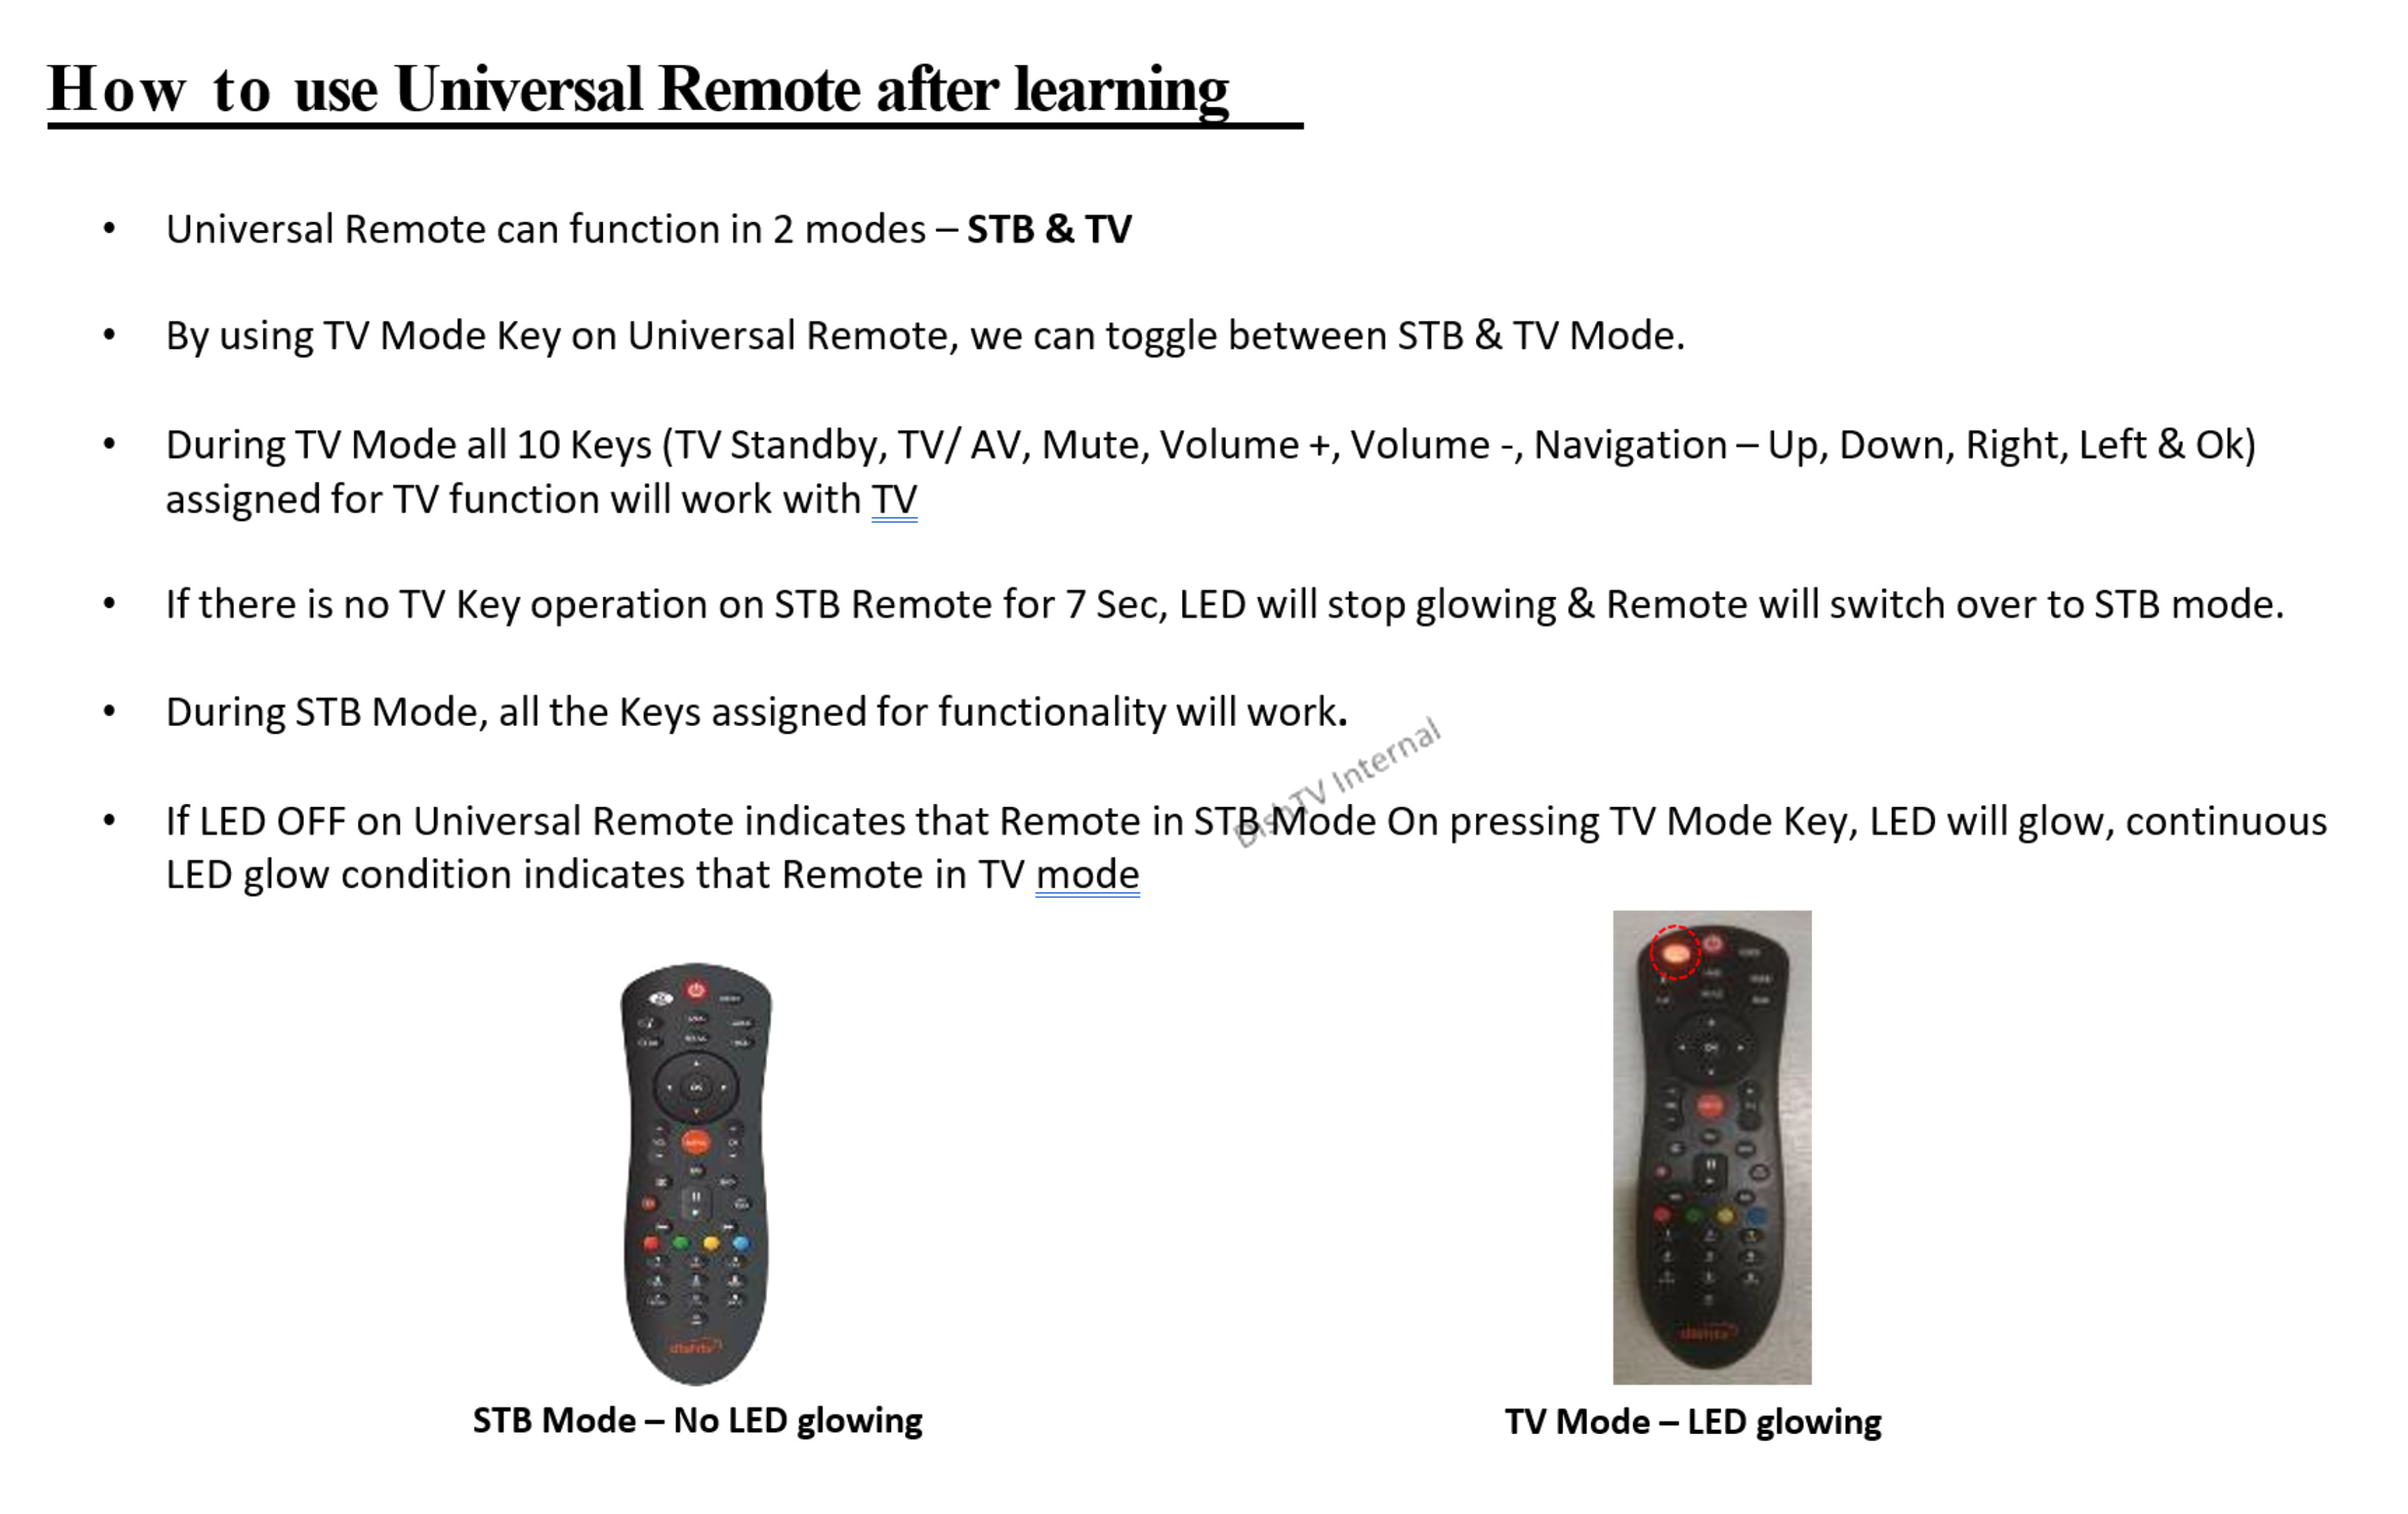 How to use Universal Remote after learning
• Universal Remote can function in 2 modes – STB & TV
• By using TV Mode Key on Universal Remote, we can toggle between STB & TV Mode.
• During TV Mode all 10 Keys (TV Standby, TV/ AV, Mute, Volume +, Volume -, Navigation – Up, Down, Right, Left & Ok)
assigned for TV function will work with TV
• If there is no TV Key operation on STB Remote for 7 Sec, LED will stop glowing & Remote will switch over to STB mode.
• During STB Mode, all the Keys assigned for functionality will work.
DishTV Internal
• If LED OFF on Universal Remote indicates that Remote in STB Mode On pressing TV Mode Key, LED will glow, continuous
LED glow condition indicates that Remote in TV mode
OK
dishtv
STB Mode – No LED glowing
OK
dishtv
TV Mode – LED glowing